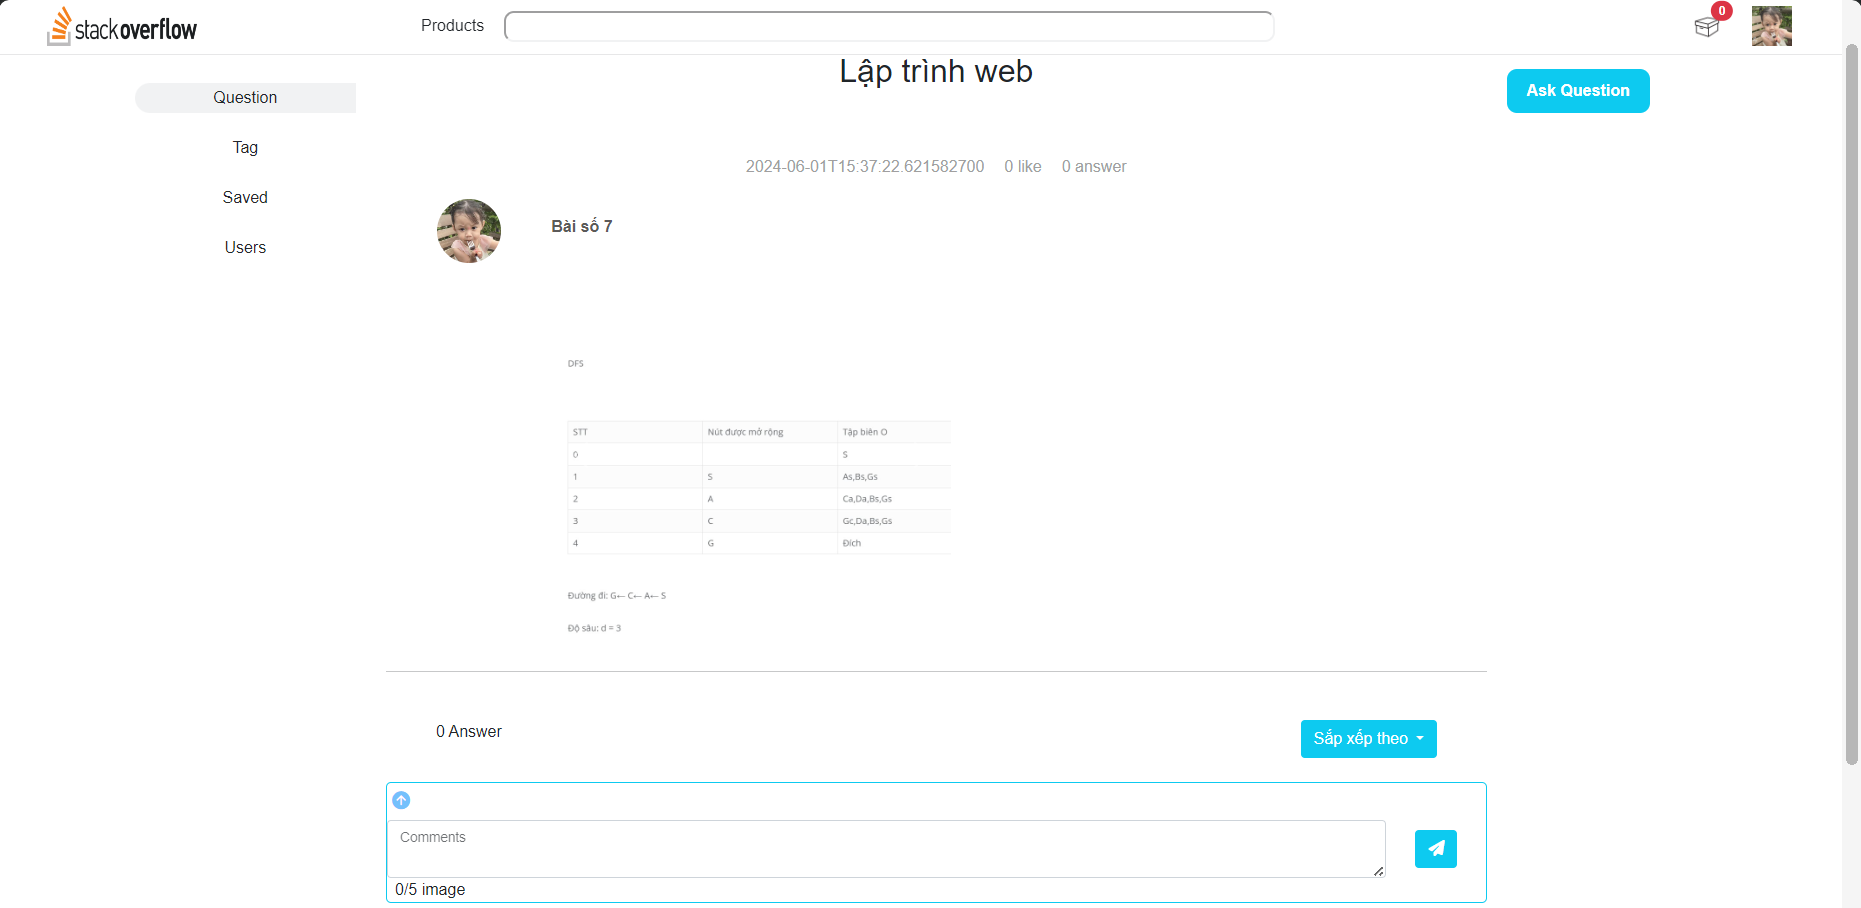 stackoverflow
Products
0
Lập trình web
Ask Question
Question
Tag
Saved
Users
2024-06-01T15:37:22.621582700 0 like 0 answer
Bài số 7
DFS
STT Nút được mở rộng Tập biên O
0 S
1 S As,Bs,Gs
2 A Ca,Da,Bs,Gs
3 C Gc,Da,Bs,Gs
4 G Đích
Đường đi: G← C← A← S
Độ sâu: d = 3
0 Answer
Sắp xếp theo
Comments
0/5 image